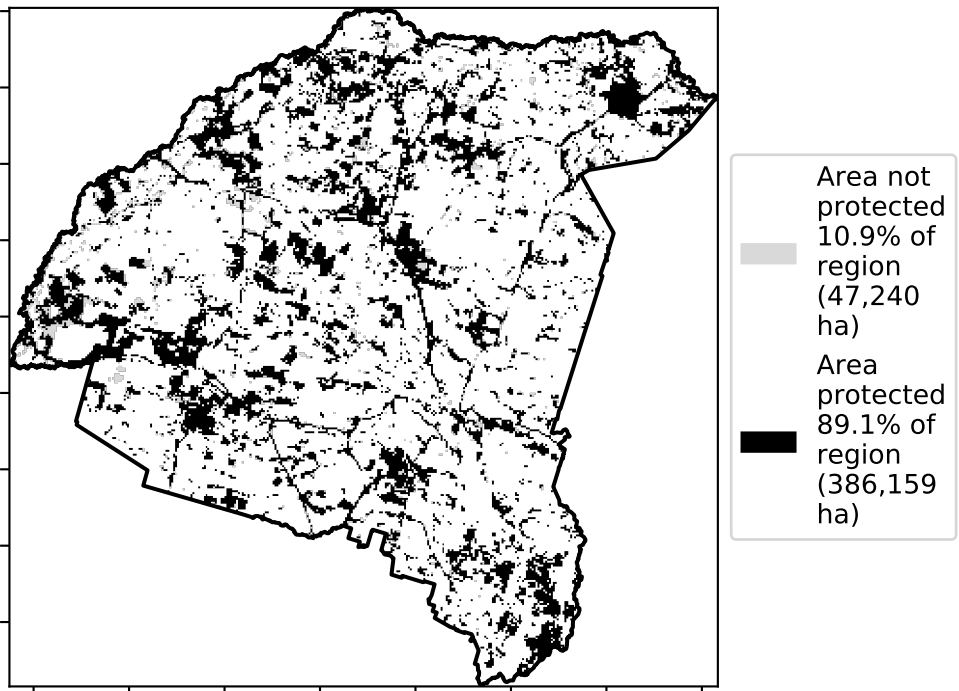 Area not
protected
10.9% of
region
(47,240
ha)
Area
protected
89.1% of
region
(386,159
ha)